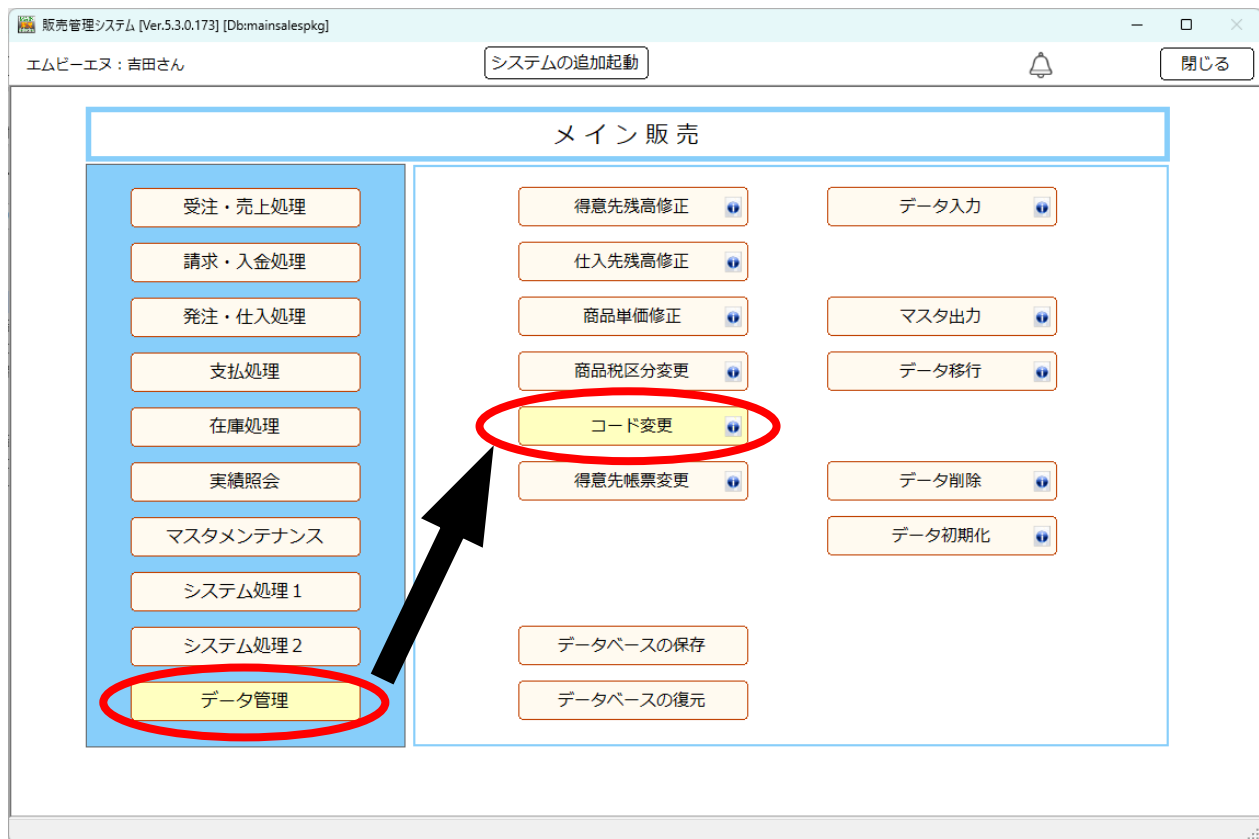 販売管理システム [Ver.5.3.0.173] [Db:mainsalespkg]
エムビーエヌ：吉田さん
システムの追加起動
閉じる
メイン販売
受注・売上処理
請求・入金処理
発注・仕入処理
支払処理
在庫処理
実績照会
マスタメンテナンス
システム処理１
システム処理２
データ管理
得意先残高修正
仕入先残高修正
商品単価修正
商品税区分変更
コード変更
得意先帳票変更
データベースの保存
データベースの復元
データ入力
マスタ出力
データ移行
データ削除
データ初期化